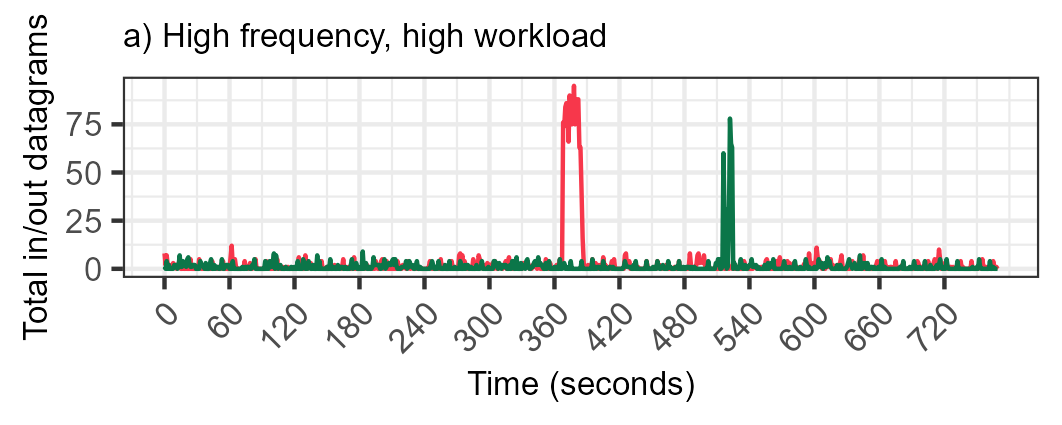 a) High frequency, high workload
Total in/out datagrams
75
50
25
0
0 60 120 180 240 300 360 420 480 540 600 660 720
Time (seconds)